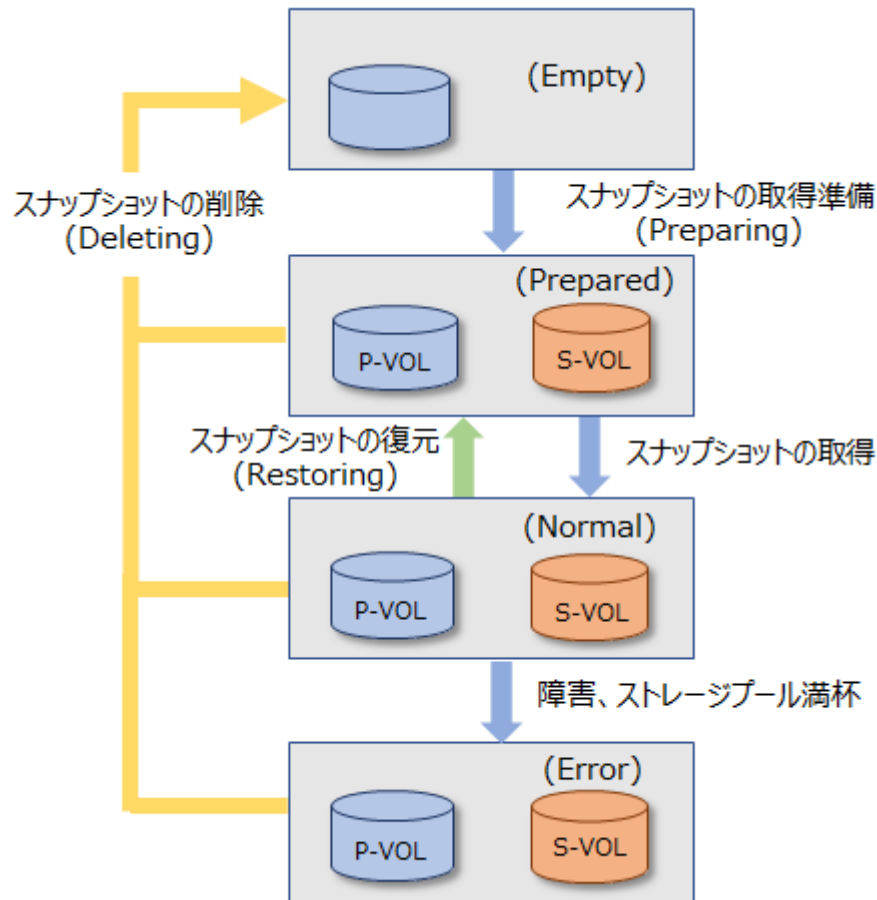 (Empty)
スナップショットの削除
(Deleting)
スナップショットの取得準備
(Preparing)
(Prepared)
P-VOL
S-VOL
スナップショットの復元
(Restoring)
スナップショットの取得
(Normal)
P-VOL
S-VOL
障害、ストレージプール満杯
(Error)
P-VOL
S-VOL